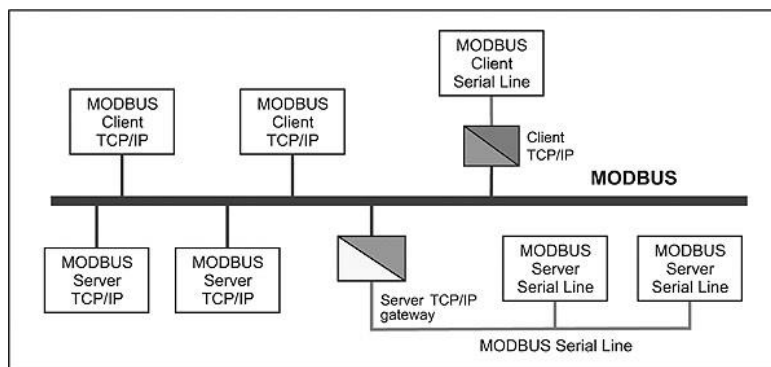 MODBUS
Client
Serial Line
MODBUS
Client
TCP/IP
MODBUS
Client
TCP/IP
Client
TCP/IP
MODBUS
MODBUS
Server
TCP/IP
MODBUS
Server
TCP/IP
Server TCP/IP
gateway
MODBUS
Server
Serial Line
MODBUS
Server
Serial Line
MODBUS Serial Line